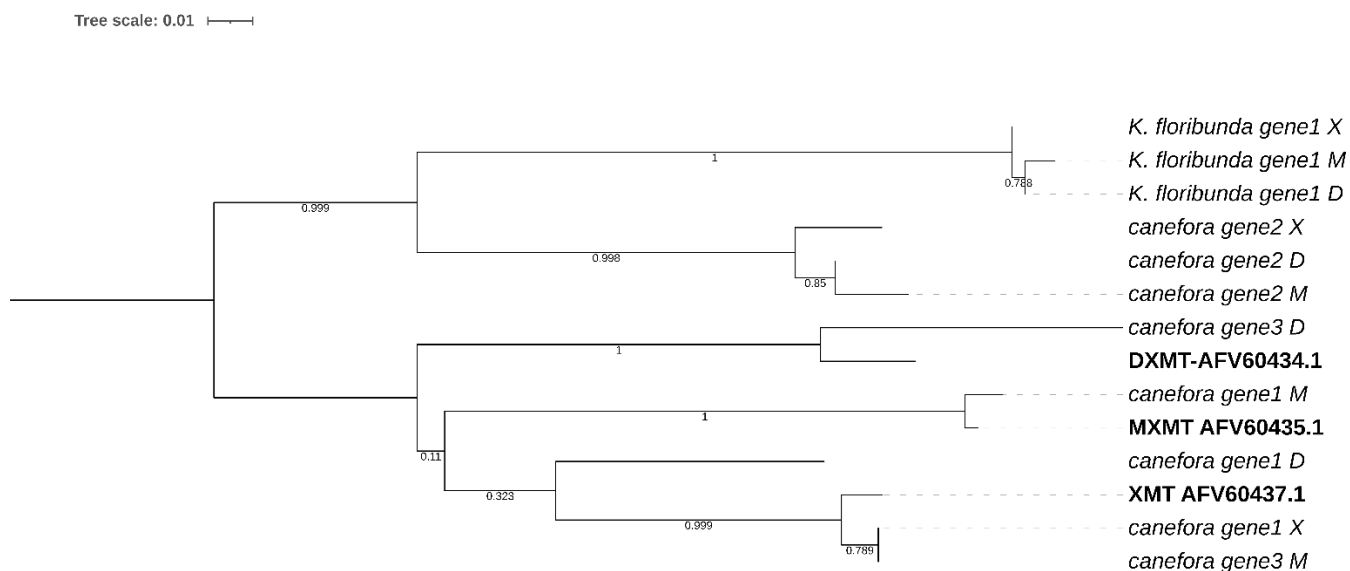 Tree scale: 0.01
K. floribunda gene1 X
1
K. floribunda gene1 M
0.788
K. floribunda gene1 D
0.999
canefora gene2 X
0.998
canefora gene2 D
0.85
canefora gene2 M
canefora gene3 D
1
DXMT-AFV60434.1
canefora gene1 M
1
MXMT AFV60435.1
0.11
canefora gene1 D
0.323
XMT AFV60437.1
0.999
canefora gene1 X
0.789
canefora gene3 M